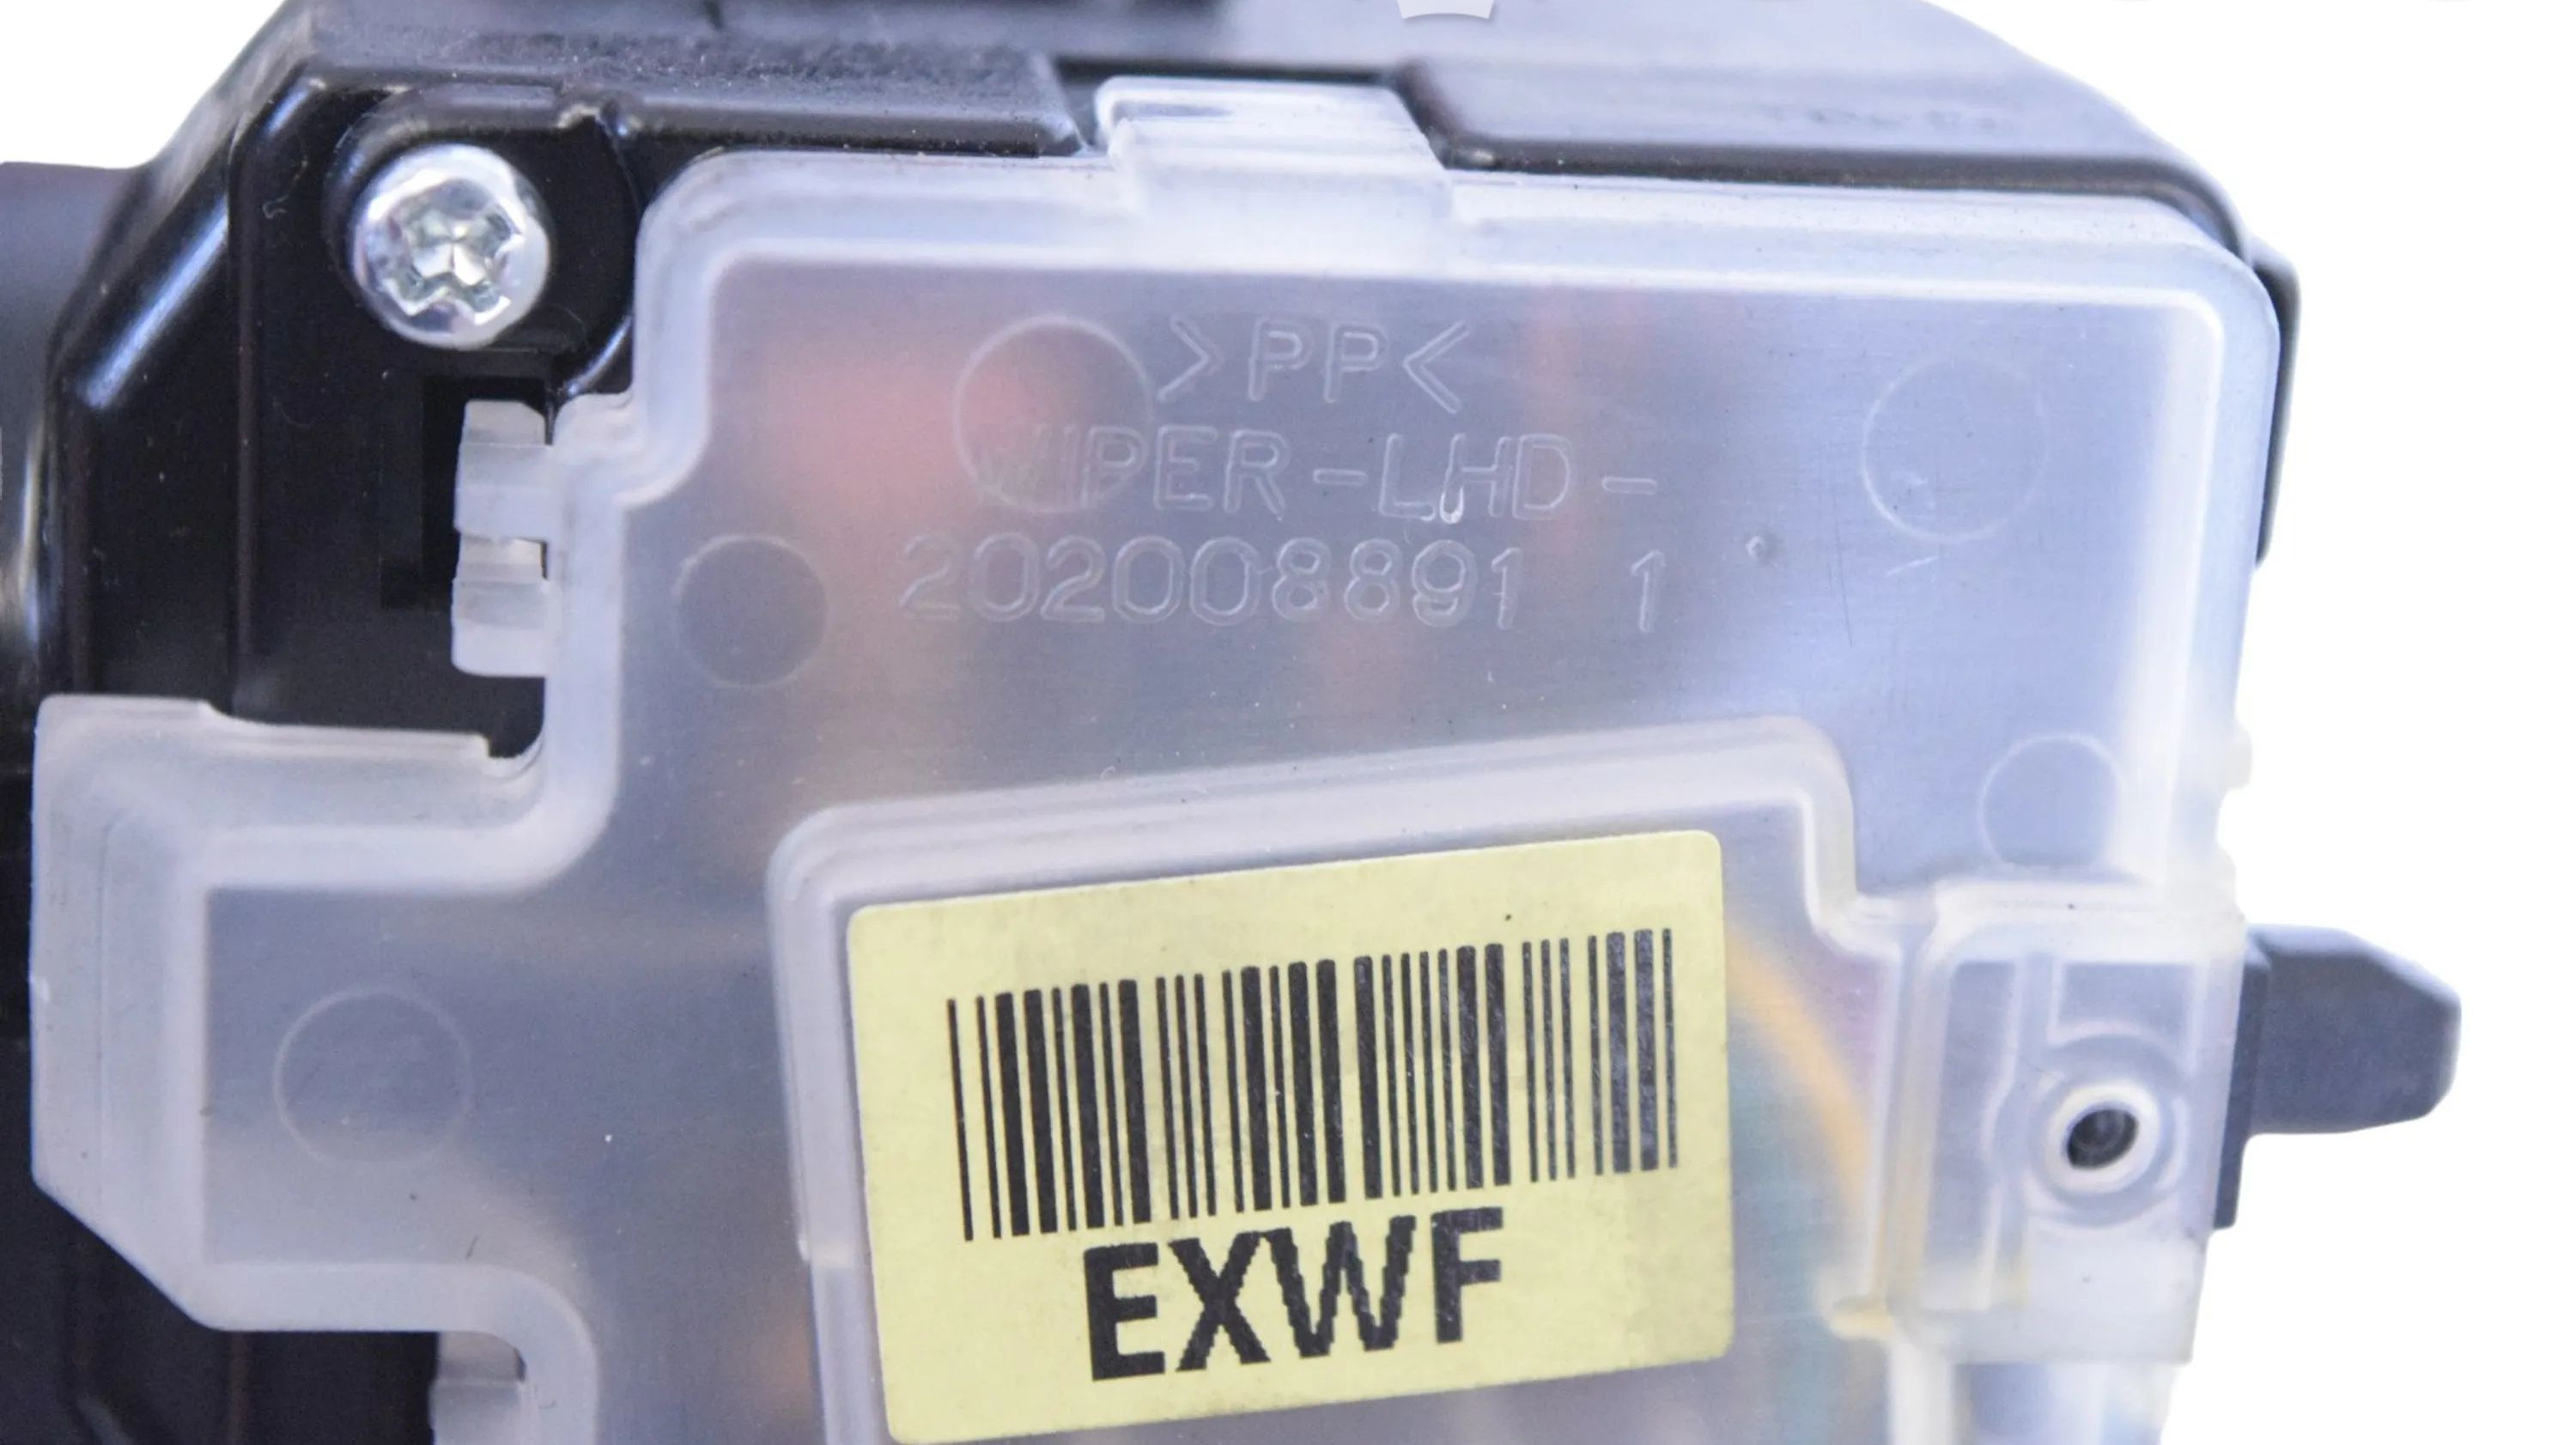 >PP<
WIPER-LHD-
202008891 1
EXWF